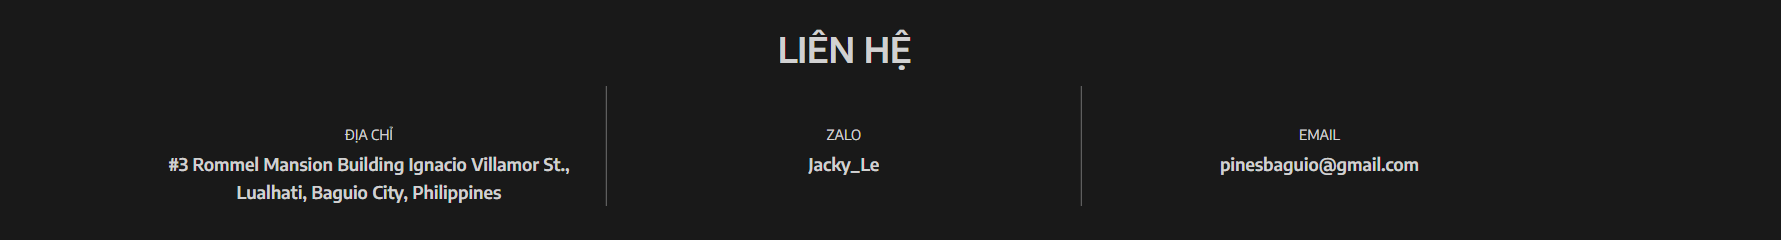 LIÊN HỆ
ĐỊA CHỈ
#3 Rommel Mansion Building Ignacio Villamor St.,
Lualhati, Baguio City, Philippines
ZALO
Jacky_Le
EMAIL
pinesbaguio@gmail.com